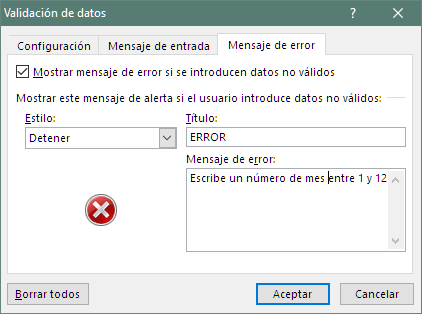 Validación de datos
Configuración Mensaje de entrada Mensaje de error
Mostrar mensaje de error si se introducen datos no válidos
Mostrar este mensaje de alerta si el usuario introduce datos no válidos:
Estilo: Título:
Detener ERROR
Mensaje de error:
Escribe un número de mes entre 1 y 12
Borrar todos Aceptar Cancelar